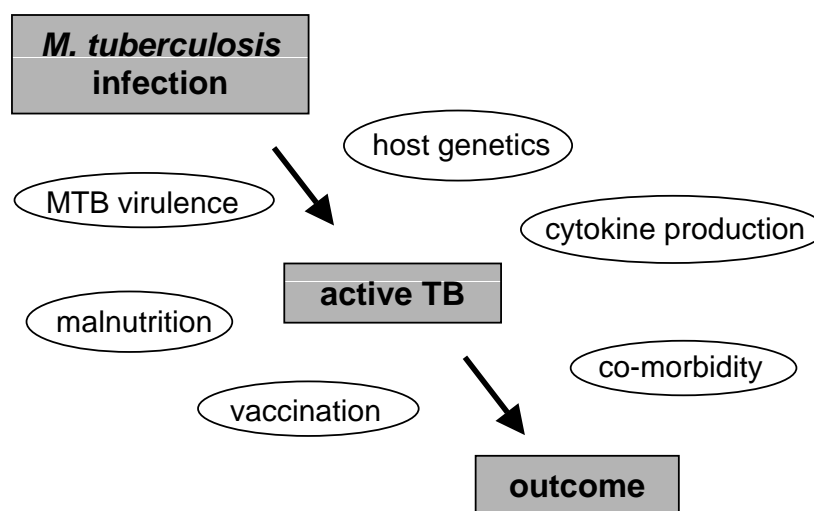 M. tuberculosis
infection
host genetics
MTB virulence
cytokine production
active TB
malnutrition
co-morbidity
vaccination
outcome